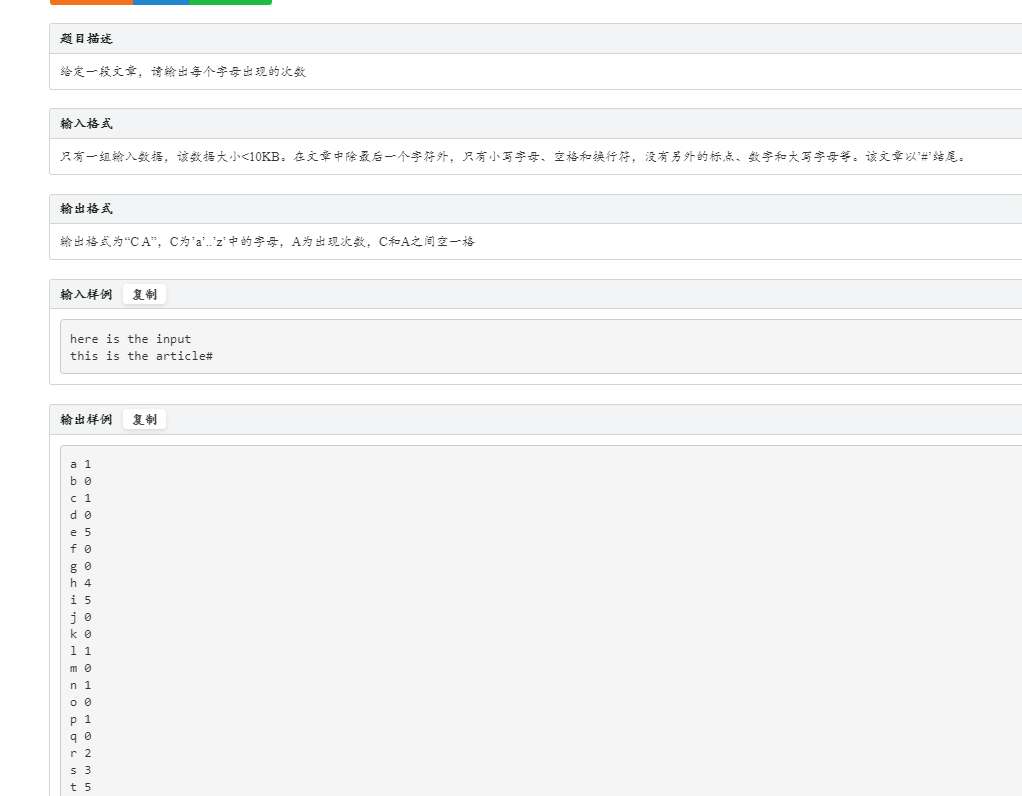 题目描述
给定一段文章，请输出每个字母出现的次数
输入格式
只有一组输入数据，该数据大小<10KB。在文章中除最后一个字符外，只有小写字母、空格和换行符，没有另外的标点、数字和大写字母等。该文章以’#’结尾。
输出格式
输出格式为“C A”，C为’a’..’z’中的字母，A为出现次数，C和A之间空一格
输入样例 复制
here is the input
this is the article#
输出样例 复制
a 1
b 0
c 1
d 0
e 5
f 0
g 0
h 4
i 5
j 0
k 0
l 1
m 0
n 1
o 0
p 1
q 0
r 2
s 3
t 5